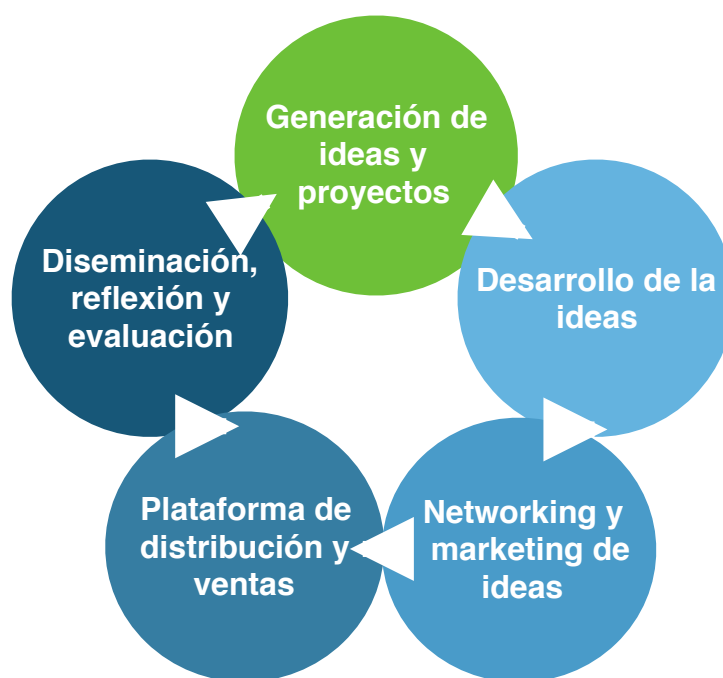 Generación de
ideas y
proyectos
Desarrollo de la
ideas
Networking y
marketing de
ideas
Plataforma de
distribución y
ventas
Diseminación,
reflexión y
evaluación